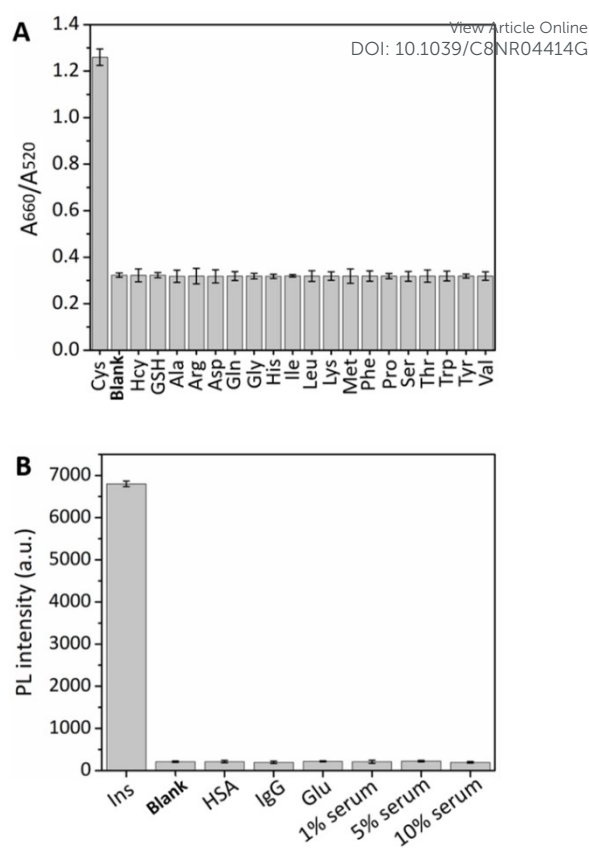 View Article Online
DOI: 10.1039/C8NR04414G
A
1.4
1.2
1.0
0.8
0.6
0.4
0.2
0.0
A660/A520
Cys Blank Hcy GSH Ala Arg Asp Gln Gly His Ile Leu Lys Met Phe Pro Ser Thr Trp Tyr Val
B
7000
6000
5000
4000
3000
2000
1000
0
PL intensity (a.u.)
Ins Blank HSA IgG Glu 1% serum 5% serum 10% serum